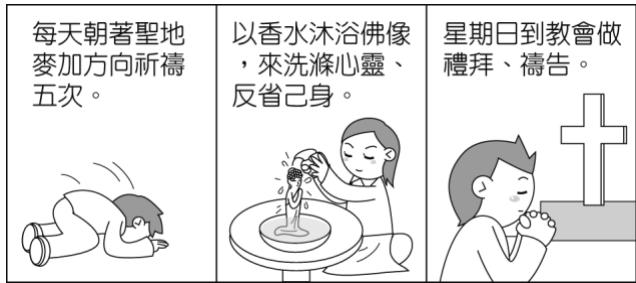 每天朝著聖地
麥加方向祈禱
五次。
以香水沐浴佛像
，來洗滌心靈、
反省己身。
星期日到教會做
禮拜、禱告。